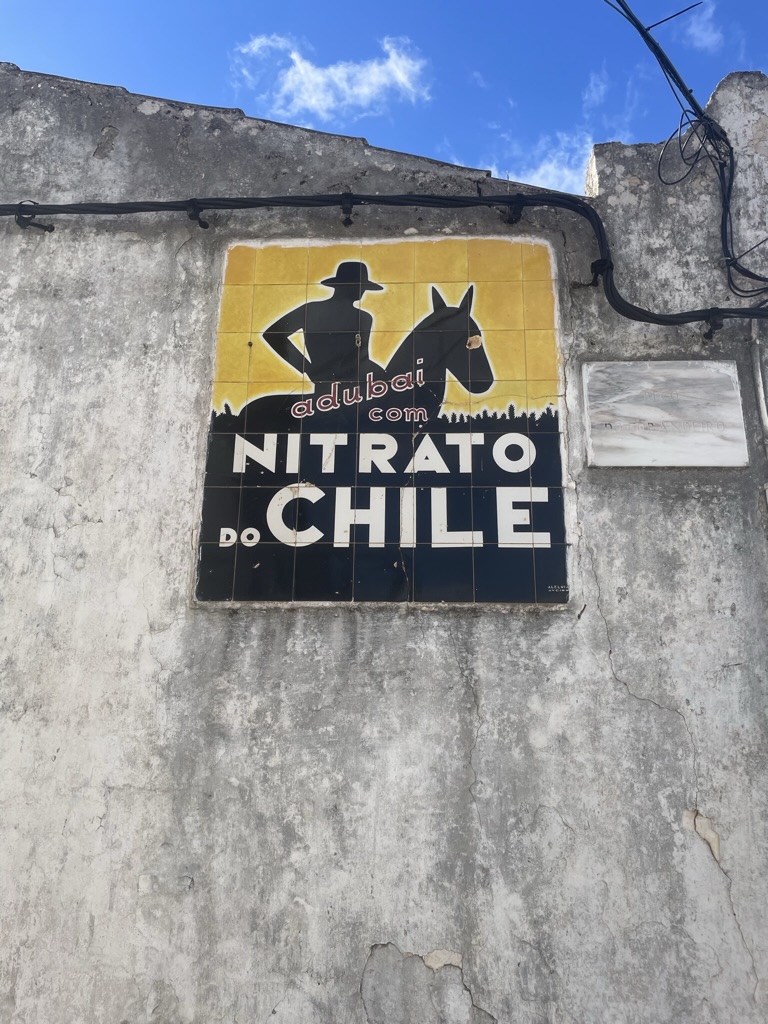 adubai
com
NITRATO
DO CHILE